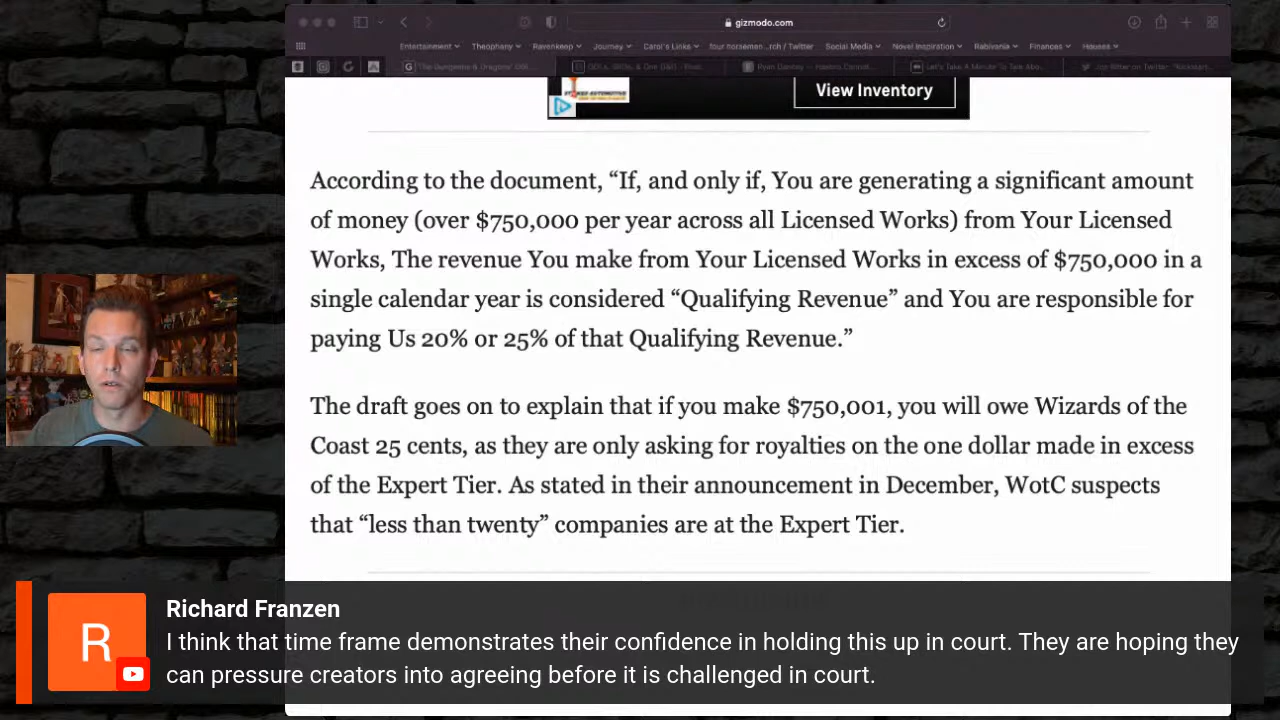 gizmodo.com
Entertainment Theophany Ravenkeep Journey Carol's Links four horsemen ...rch / Twitter Social Media Novel Inspiration Rabivania Finances Houses
View Inventory
According to the document, “If, and only if, You are generating a significant amount
of money (over $750,000 per year across all Licensed Works) from Your Licensed
Works, The revenue You make from Your Licensed Works in excess of $750,000 in a
single calendar year is considered “Qualifying Revenue” and You are responsible for
paying Us 20% or 25% of that Qualifying Revenue.”
The draft goes on to explain that if you make $750,001, you will owe Wizards of the
Coast 25 cents, as they are only asking for royalties on the one dollar made in excess
of the Expert Tier. As stated in their announcement in December, WotC suspects
that “less than twenty” companies are at the Expert Tier.
R
Richard Franzen
I think that time frame demonstrates their confidence in holding this up in court. They are hoping they
can pressure creators into agreeing before it is challenged in court.